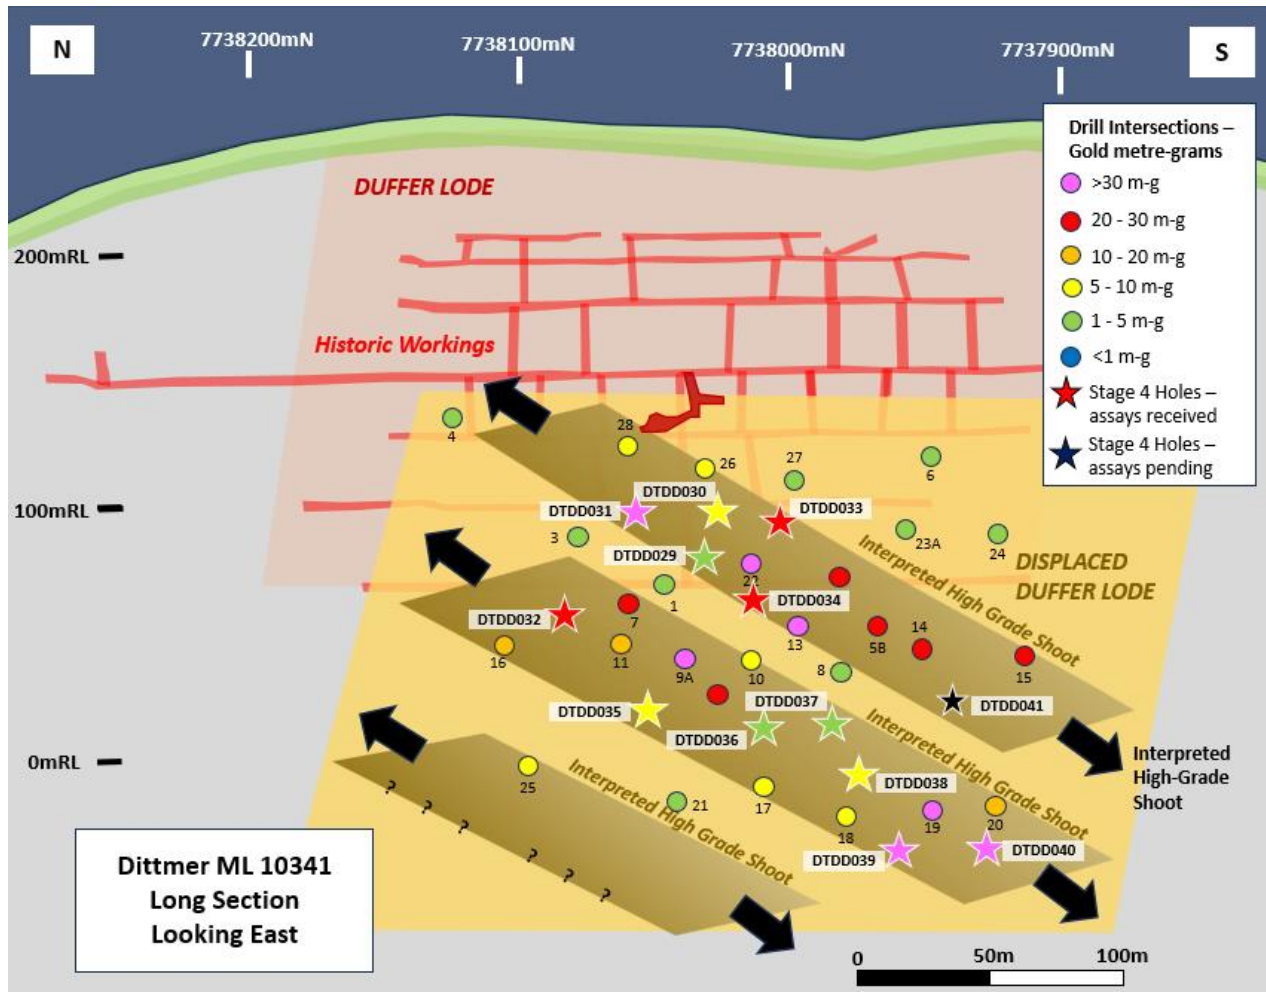 N
7738200mN
7738100mN
7738000mN
7737900mN
S
Drill Intersections –
Gold metre-grams
>30 m-g
20 - 30 m-g
10 - 20 m-g
5 - 10 m-g
1 - 5 m-g
<1 m-g
Stage 4 Holes –
assays received
Stage 4 Holes –
assays pending
DUFFER LODE
200mRL
Historic Workings
28
4
26
27
6
DTDD030
100mRL
DTDD031
DTDD033
3
DTDD029
23A
24
Interpreted High Grade Shoot
DISPLACED
DUFFER LODE
22
1
DTDD034
DTDD032
7
13
5B
14
15
16
11
9A
10
8
DTDD035
DTDD037
DTDD041
DTDD036
Interpreted High Grade Shoot
Interpreted
High-Grade
Shoot
0mRL
25
Interpreted High Grade Shoot
DTDD038
?
?
?
21
17
18
19
20
DTDD039
DTDD040
?
?
?
Dittmer ML 10341
Long Section
Looking East
0
50m
100m